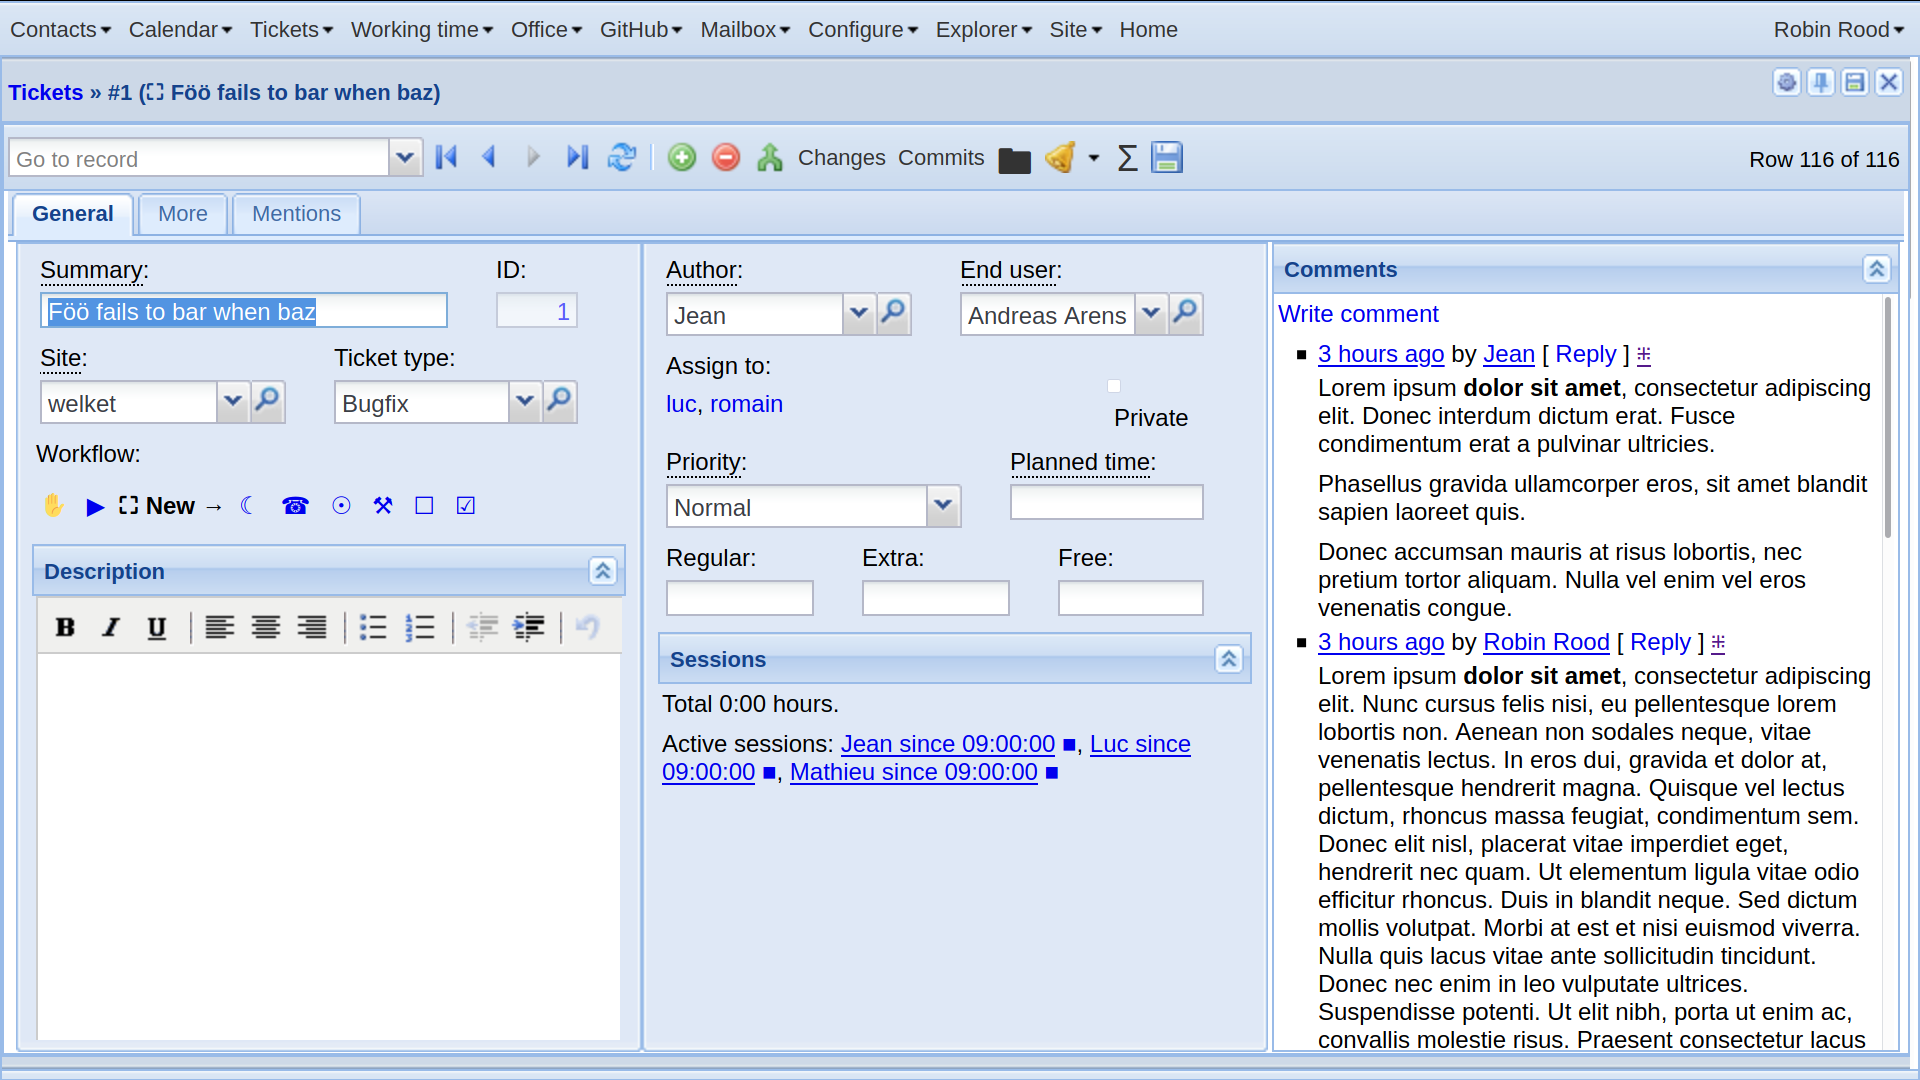 Contacts Calendar Tickets Working time Office GitHub Mailbox Configure Explorer Site Home Robin Rood
Tickets » #1 (⛶ Föö fails to bar when baz)
Go to record Changes Commits Σ Row 116 of 116
General More Mentions
Summary: ID:
Föö fails to bar when baz 1
Site: Ticket type:
welket Bugfix
Workflow:
✋ ▶ ⛶ New → ☾ ☎ ☉ ⚒ ☐ ☑
Description
B I U
Author: End user:
Jean Andreas Arens
Assign to:
luc, romain
Private
Priority: Planned time:
Normal
Regular: Extra: Free:
Sessions
Total 0:00 hours.
Active sessions: Jean since 09:00:00 ■, Luc since
09:00:00 ■, Mathieu since 09:00:00 ■
Comments
Write comment
▪ 3 hours ago by Jean [ Reply ] ⁜
Lorem ipsum dolor sit amet, consectetur adipiscing
elit. Donec interdum dictum erat. Fusce
condimentum erat a pulvinar ultricies.
Phasellus gravida ullamcorper eros, sit amet blandit
sapien laoreet quis.
Donec accumsan mauris at risus lobortis, nec
pretium tortor aliquam. Nulla vel enim vel eros
venenatis congue.
▪ 3 hours ago by Robin Rood [ Reply ] ⁜
Lorem ipsum dolor sit amet, consectetur adipiscing
elit. Nunc cursus felis nisi, eu pellentesque lorem
lobortis non. Aenean non sodales neque, vitae
venenatis lectus. In eros dui, gravida et dolor at,
pellentesque hendrerit magna. Quisque vel lectus
dictum, rhoncus massa feugiat, condimentum sem.
Donec elit nisl, placerat vitae imperdiet eget,
hendrerit nec quam. Ut elementum ligula vitae odio
efficitur rhoncus. Duis in blandit neque. Sed dictum
mollis volutpat. Morbi at est et nisi euismod viverra.
Nulla quis lacus vitae ante sollicitudin tincidunt.
Donec nec enim in leo vulputate ultrices.
Suspendisse potenti. Ut elit nibh, porta ut enim ac,
convallis molestie risus. Praesent consectetur lacus